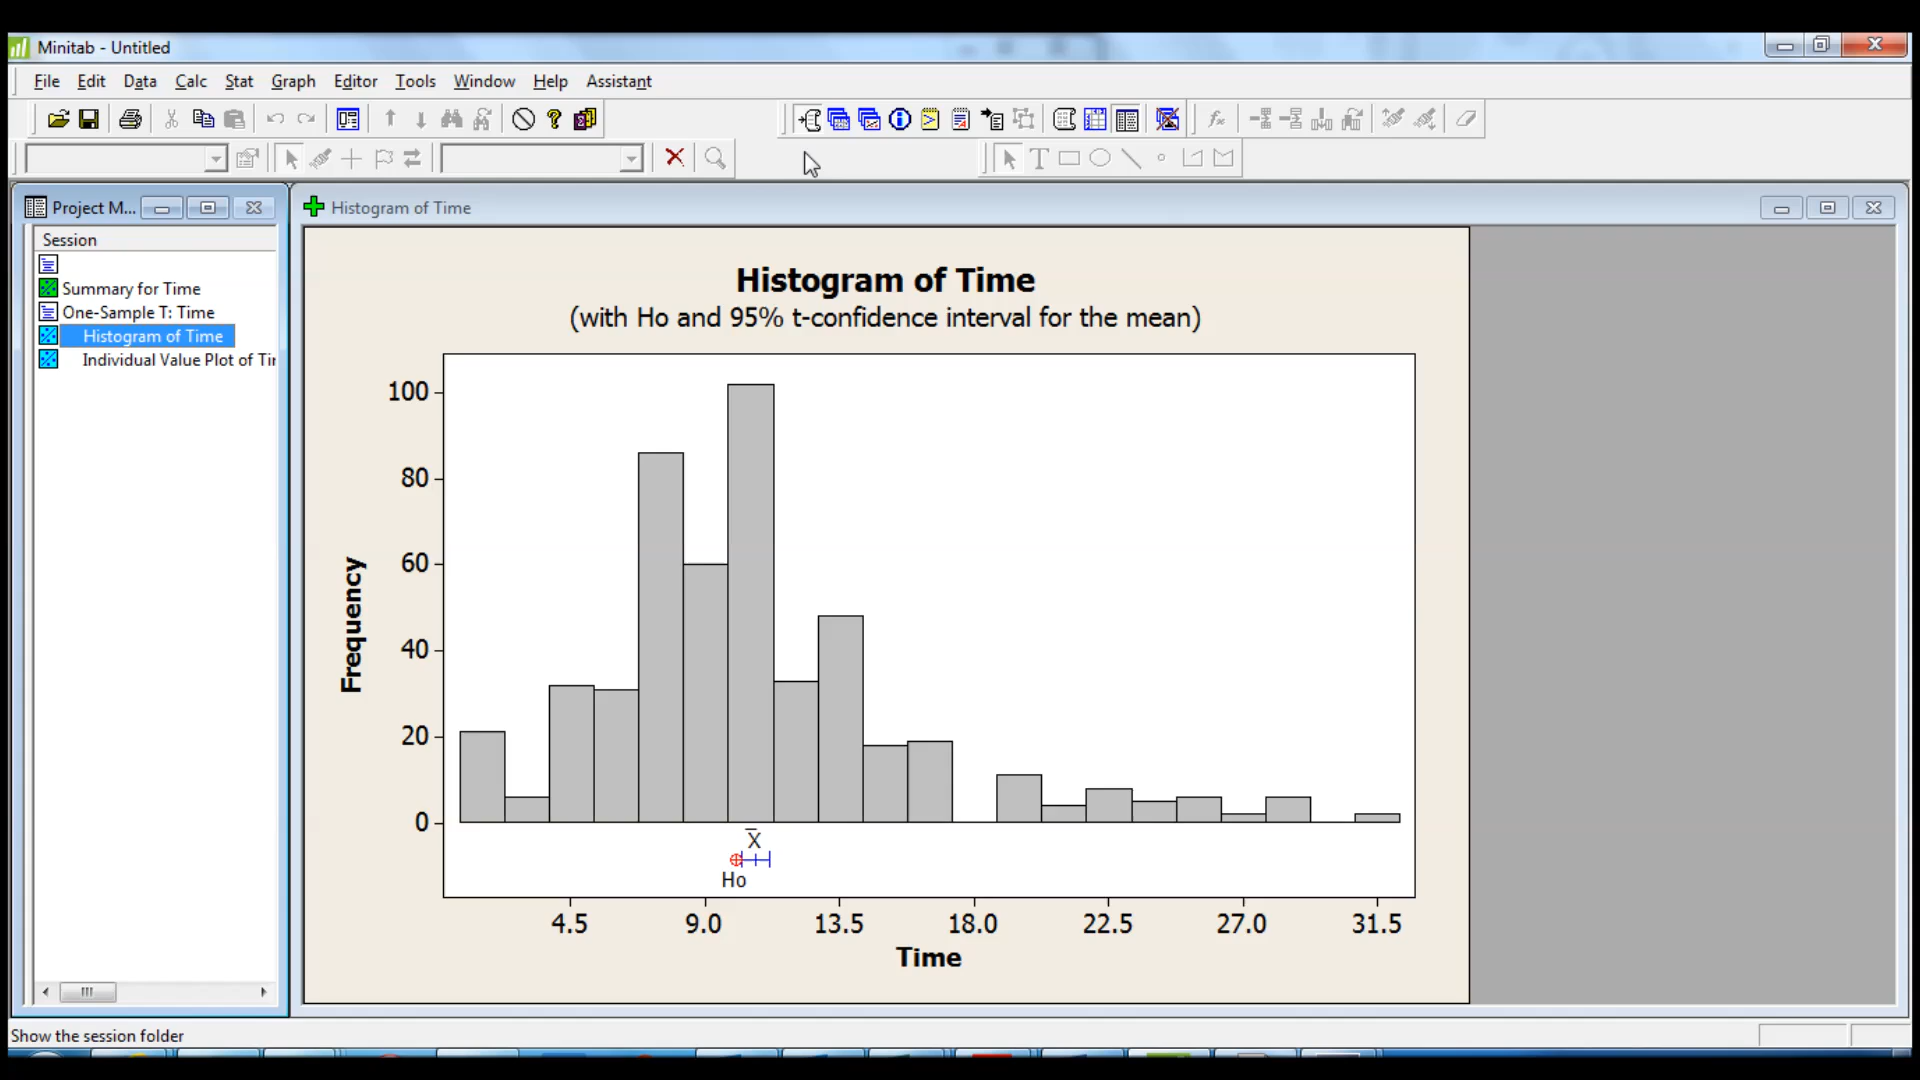 Minitab - Untitled
File Edit Data Calc Stat Graph Editor Tools Window Help Assistant
Project M...
Histogram of Time
Session
Summary for Time
One-Sample T: Time
Histogram of Time
Individual Value Plot of Tir
Histogram of Time
(with Ho and 95% t-confidence interval for the mean)
Frequency
100
80
60
40
20
0
X̄
Ho
4.5 9.0 13.5 18.0 22.5 27.0 31.5
Time
Show the session folder